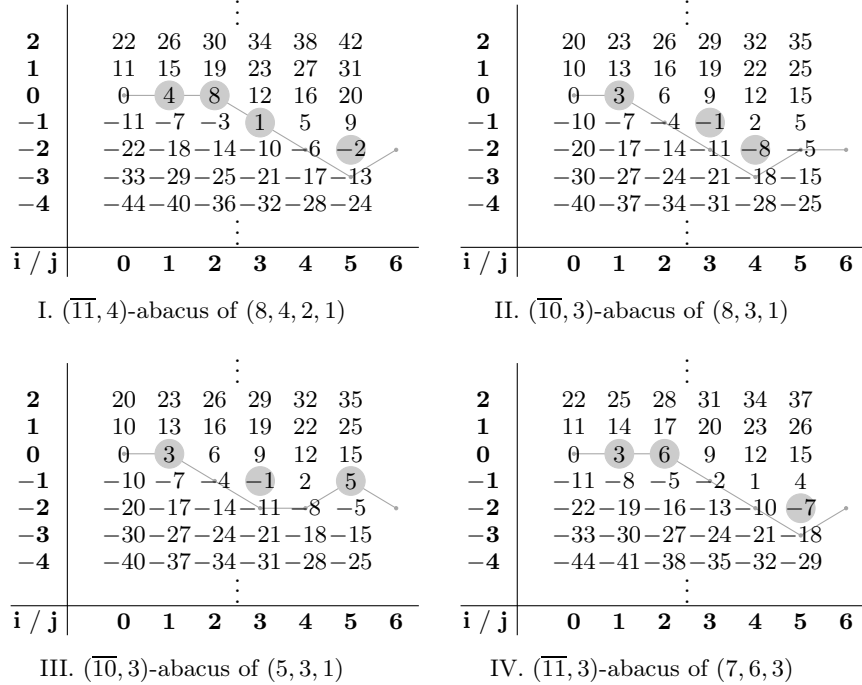 ⋮ ⋮
2 22 26 30 34 38 42 2 20 23 26 29 32 35
1 11 15 19 23 27 31 1 10 13 16 19 22 25
0 0 4 8 12 16 20 0 0 3 6 9 12 15
−1 −11 −7 −3 1 5 9 −1 −10 −7 −4 −1 2 5
−2 −22 −18 −14 −10 −6 −2 −2 −20 −17 −14 −11 −8 −5
−3 −33 −29 −25 −21 −17 −13 −3 −30 −27 −24 −21 −18 −15
−4 −44 −40 −36 −32 −28 −24 −4 −40 −37 −34 −31 −28 −25
⋮ ⋮
i / j 0 1 2 3 4 5 6 i / j 0 1 2 3 4 5 6
I. (1̅1̅, 4)-abacus of (8, 4, 2, 1) II. (1̅0̅, 3)-abacus of (8, 3, 1)
⋮ ⋮
2 20 23 26 29 32 35 2 22 25 28 31 34 37
1 10 13 16 19 22 25 1 11 14 17 20 23 26
0 0 3 6 9 12 15 0 0 3 6 9 12 15
−1 −10 −7 −4 −1 2 5 −1 −11 −8 −5 −2 1 4
−2 −20 −17 −14 −11 −8 −5 −2 −22 −19 −16 −13 −10 −7
−3 −30 −27 −24 −21 −18 −15 −3 −33 −30 −27 −24 −21 −18
−4 −40 −37 −34 −31 −28 −25 −4 −44 −41 −38 −35 −32 −29
⋮ ⋮
i / j 0 1 2 3 4 5 6 i / j 0 1 2 3 4 5 6
III. (1̅0̅, 3)-abacus of (5, 3, 1) IV. (1̅1̅, 3)-abacus of (7, 6, 3)